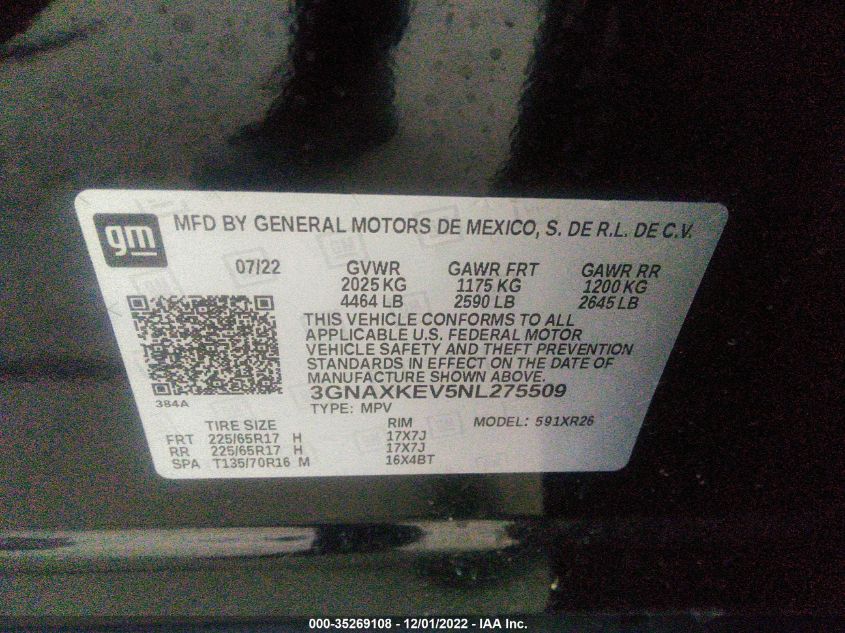 gm
MFD BY GENERAL MOTORS DE MEXICO, S. DE R.L. DE C.V.
07/22 GVWR GAWR FRT GAWR RR
2025 KG 1175 KG 1200 KG
4464 LB 2590 LB 2645 LB
THIS VEHICLE CONFORMS TO ALL
APPLICABLE U.S. FEDERAL MOTOR
VEHICLE SAFETY AND THEFT PREVENTION
STANDARDS IN EFFECT ON THE DATE OF
MANUFACTURE SHOWN ABOVE.
3GNAXKEV5NL275509
384A
TYPE: MPV MODEL: 591XR26
TIRE SIZE RIM
FRT 225/65R17 H 17X7J
RR 225/65R17 H 17X7J
SPA T135/70R16 M 16X4BT
000-35269108 - 12/01/2022 - IAA Inc.